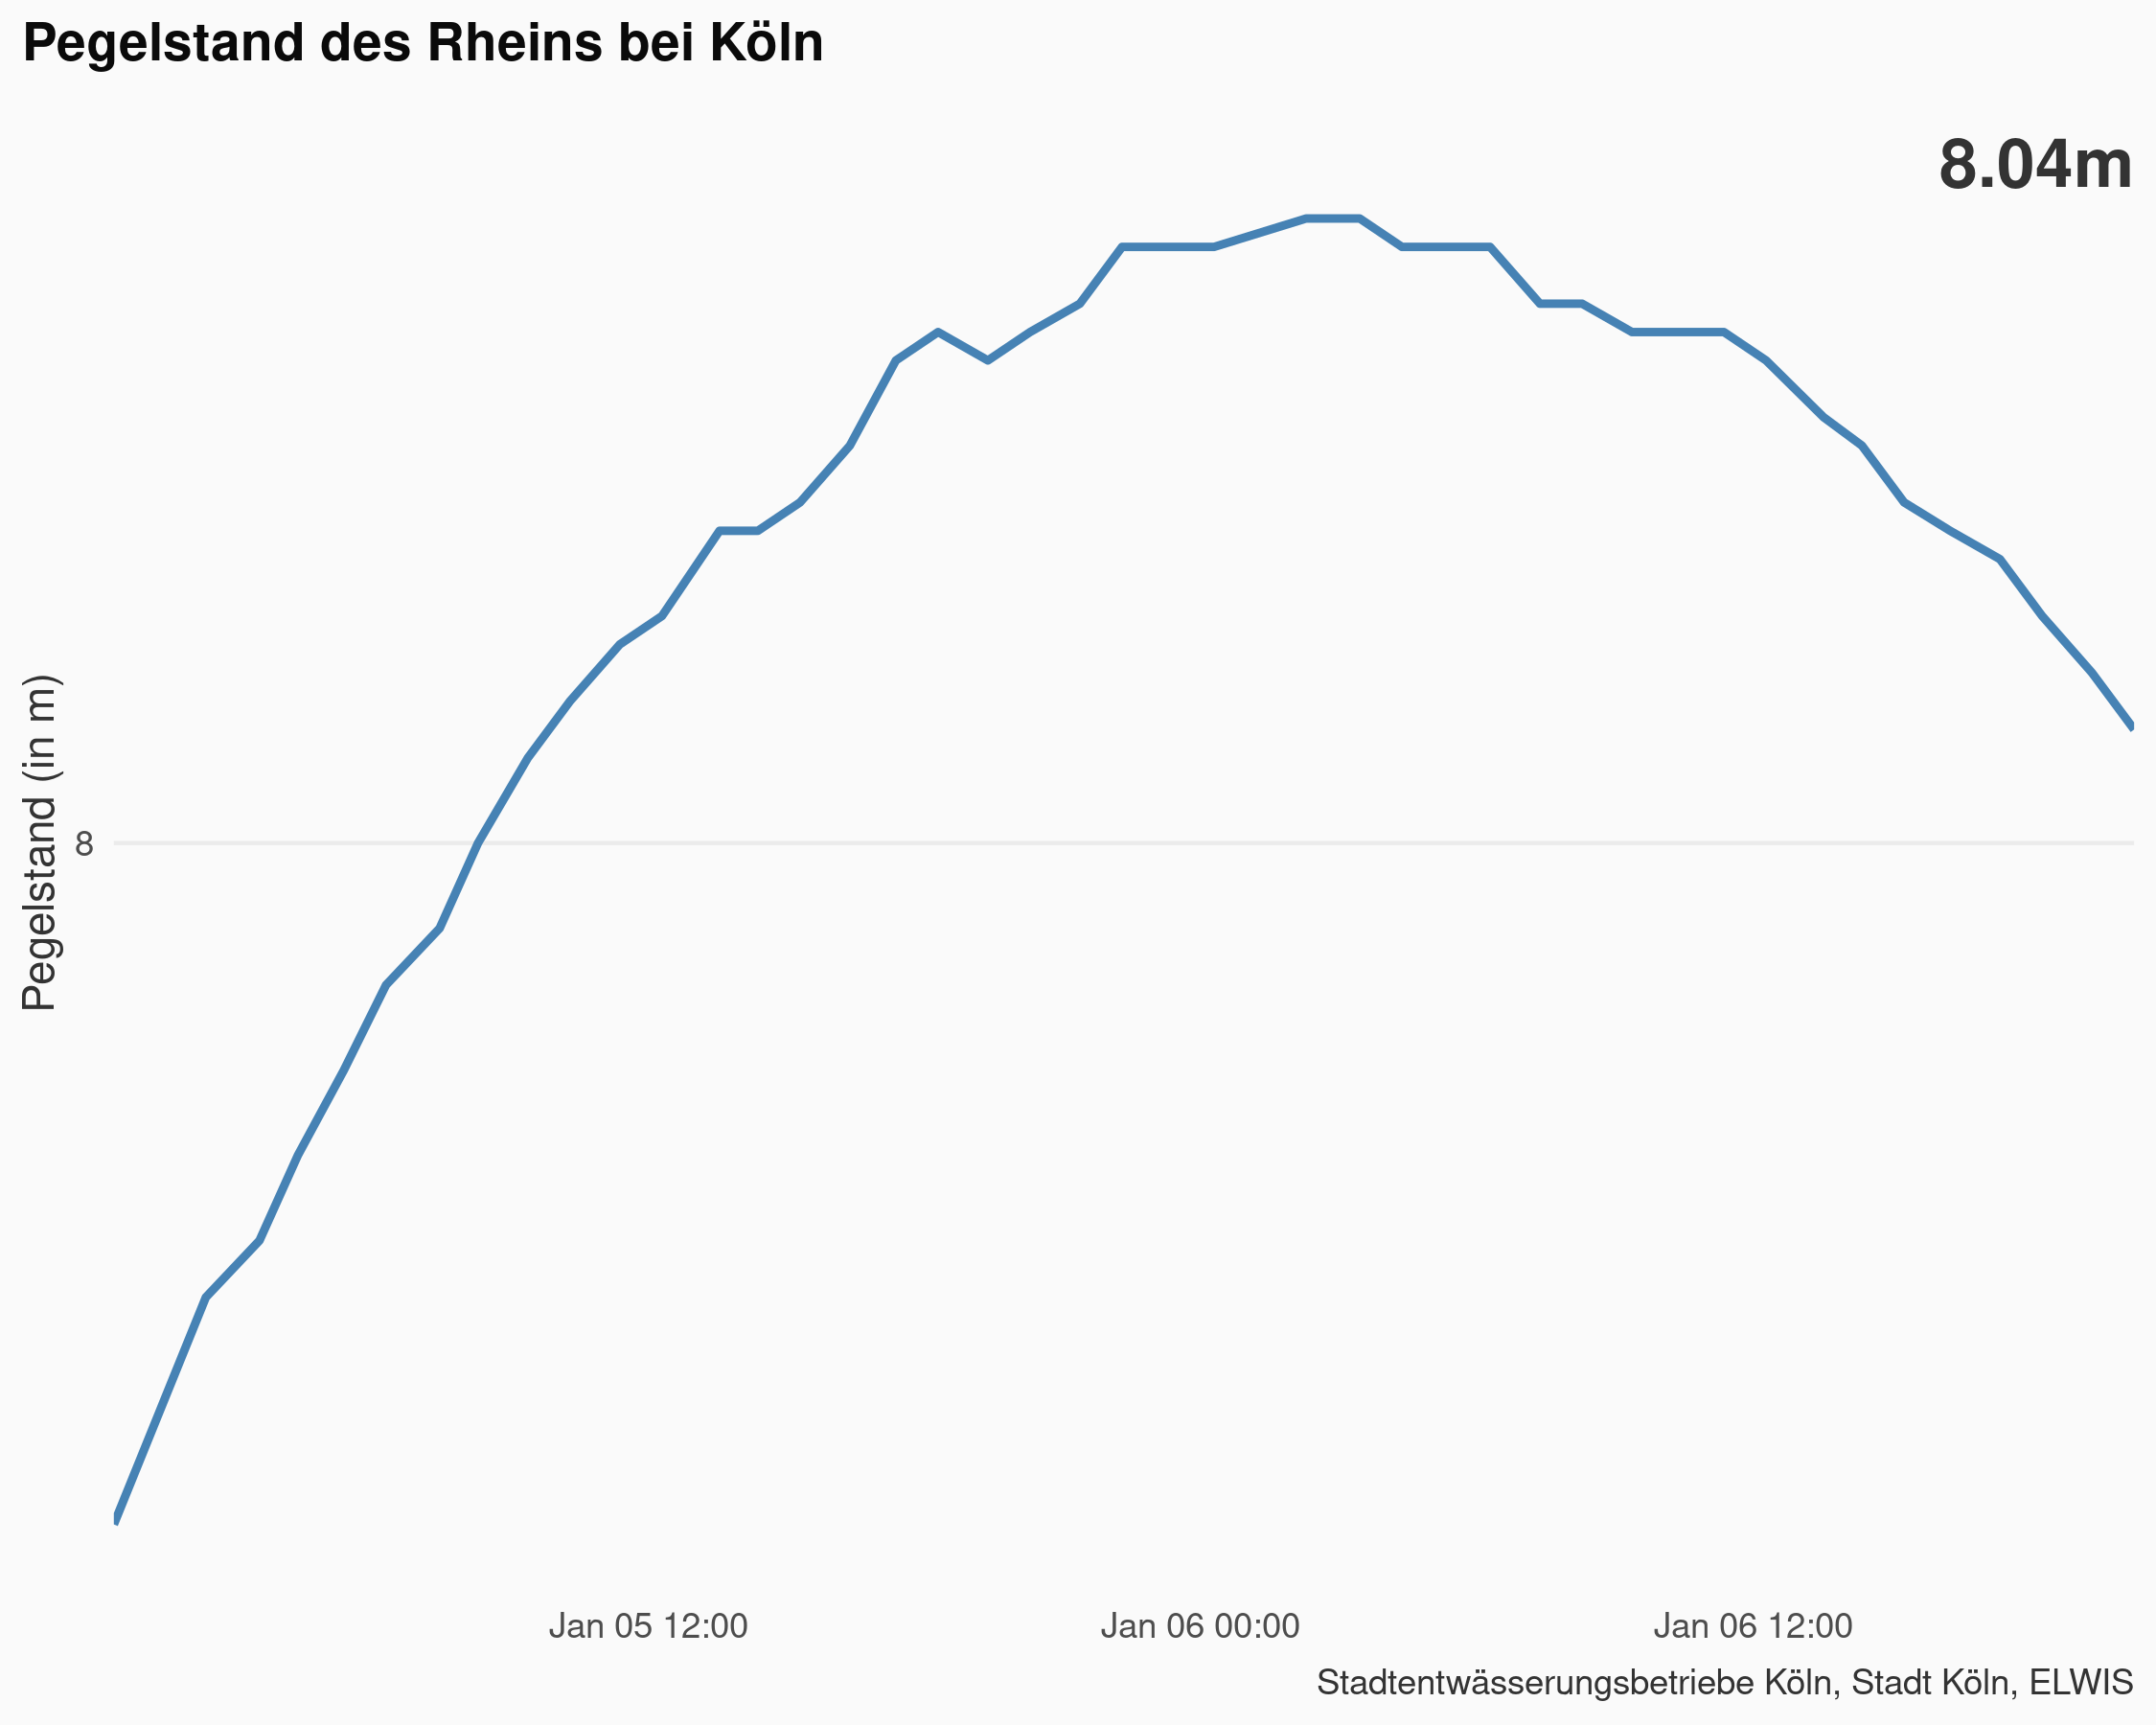 Pegelstand des Rheins bei Köln
8.04m
Pegelstand (in m)
8
Jan 05 12:00
Jan 06 00:00
Jan 06 12:00
Stadtentwässerungsbetriebe Köln, Stadt Köln, ELWIS